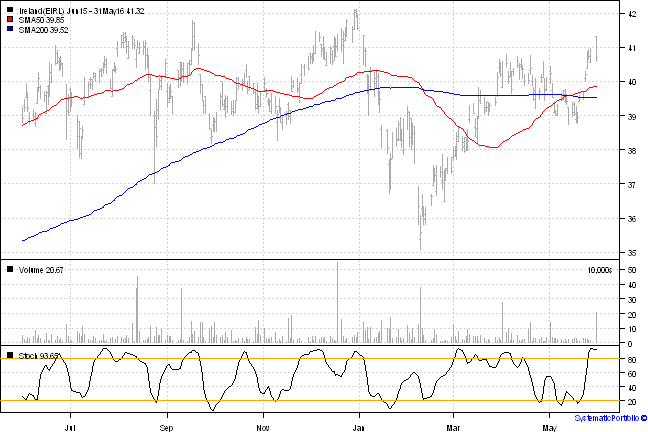 Ireland(EIRL) Jun15 - 31May16 41.32
SMA50 39.85
SMA200 39.52
42
41
40
39
38
37
36
35
Volume 20.67
10,000s
50
40
30
20
10
0
Stoch 93.65
80
60
40
20
Jul
Sep
Nov
Jan
Mar
May
SystematicPortfolio ©